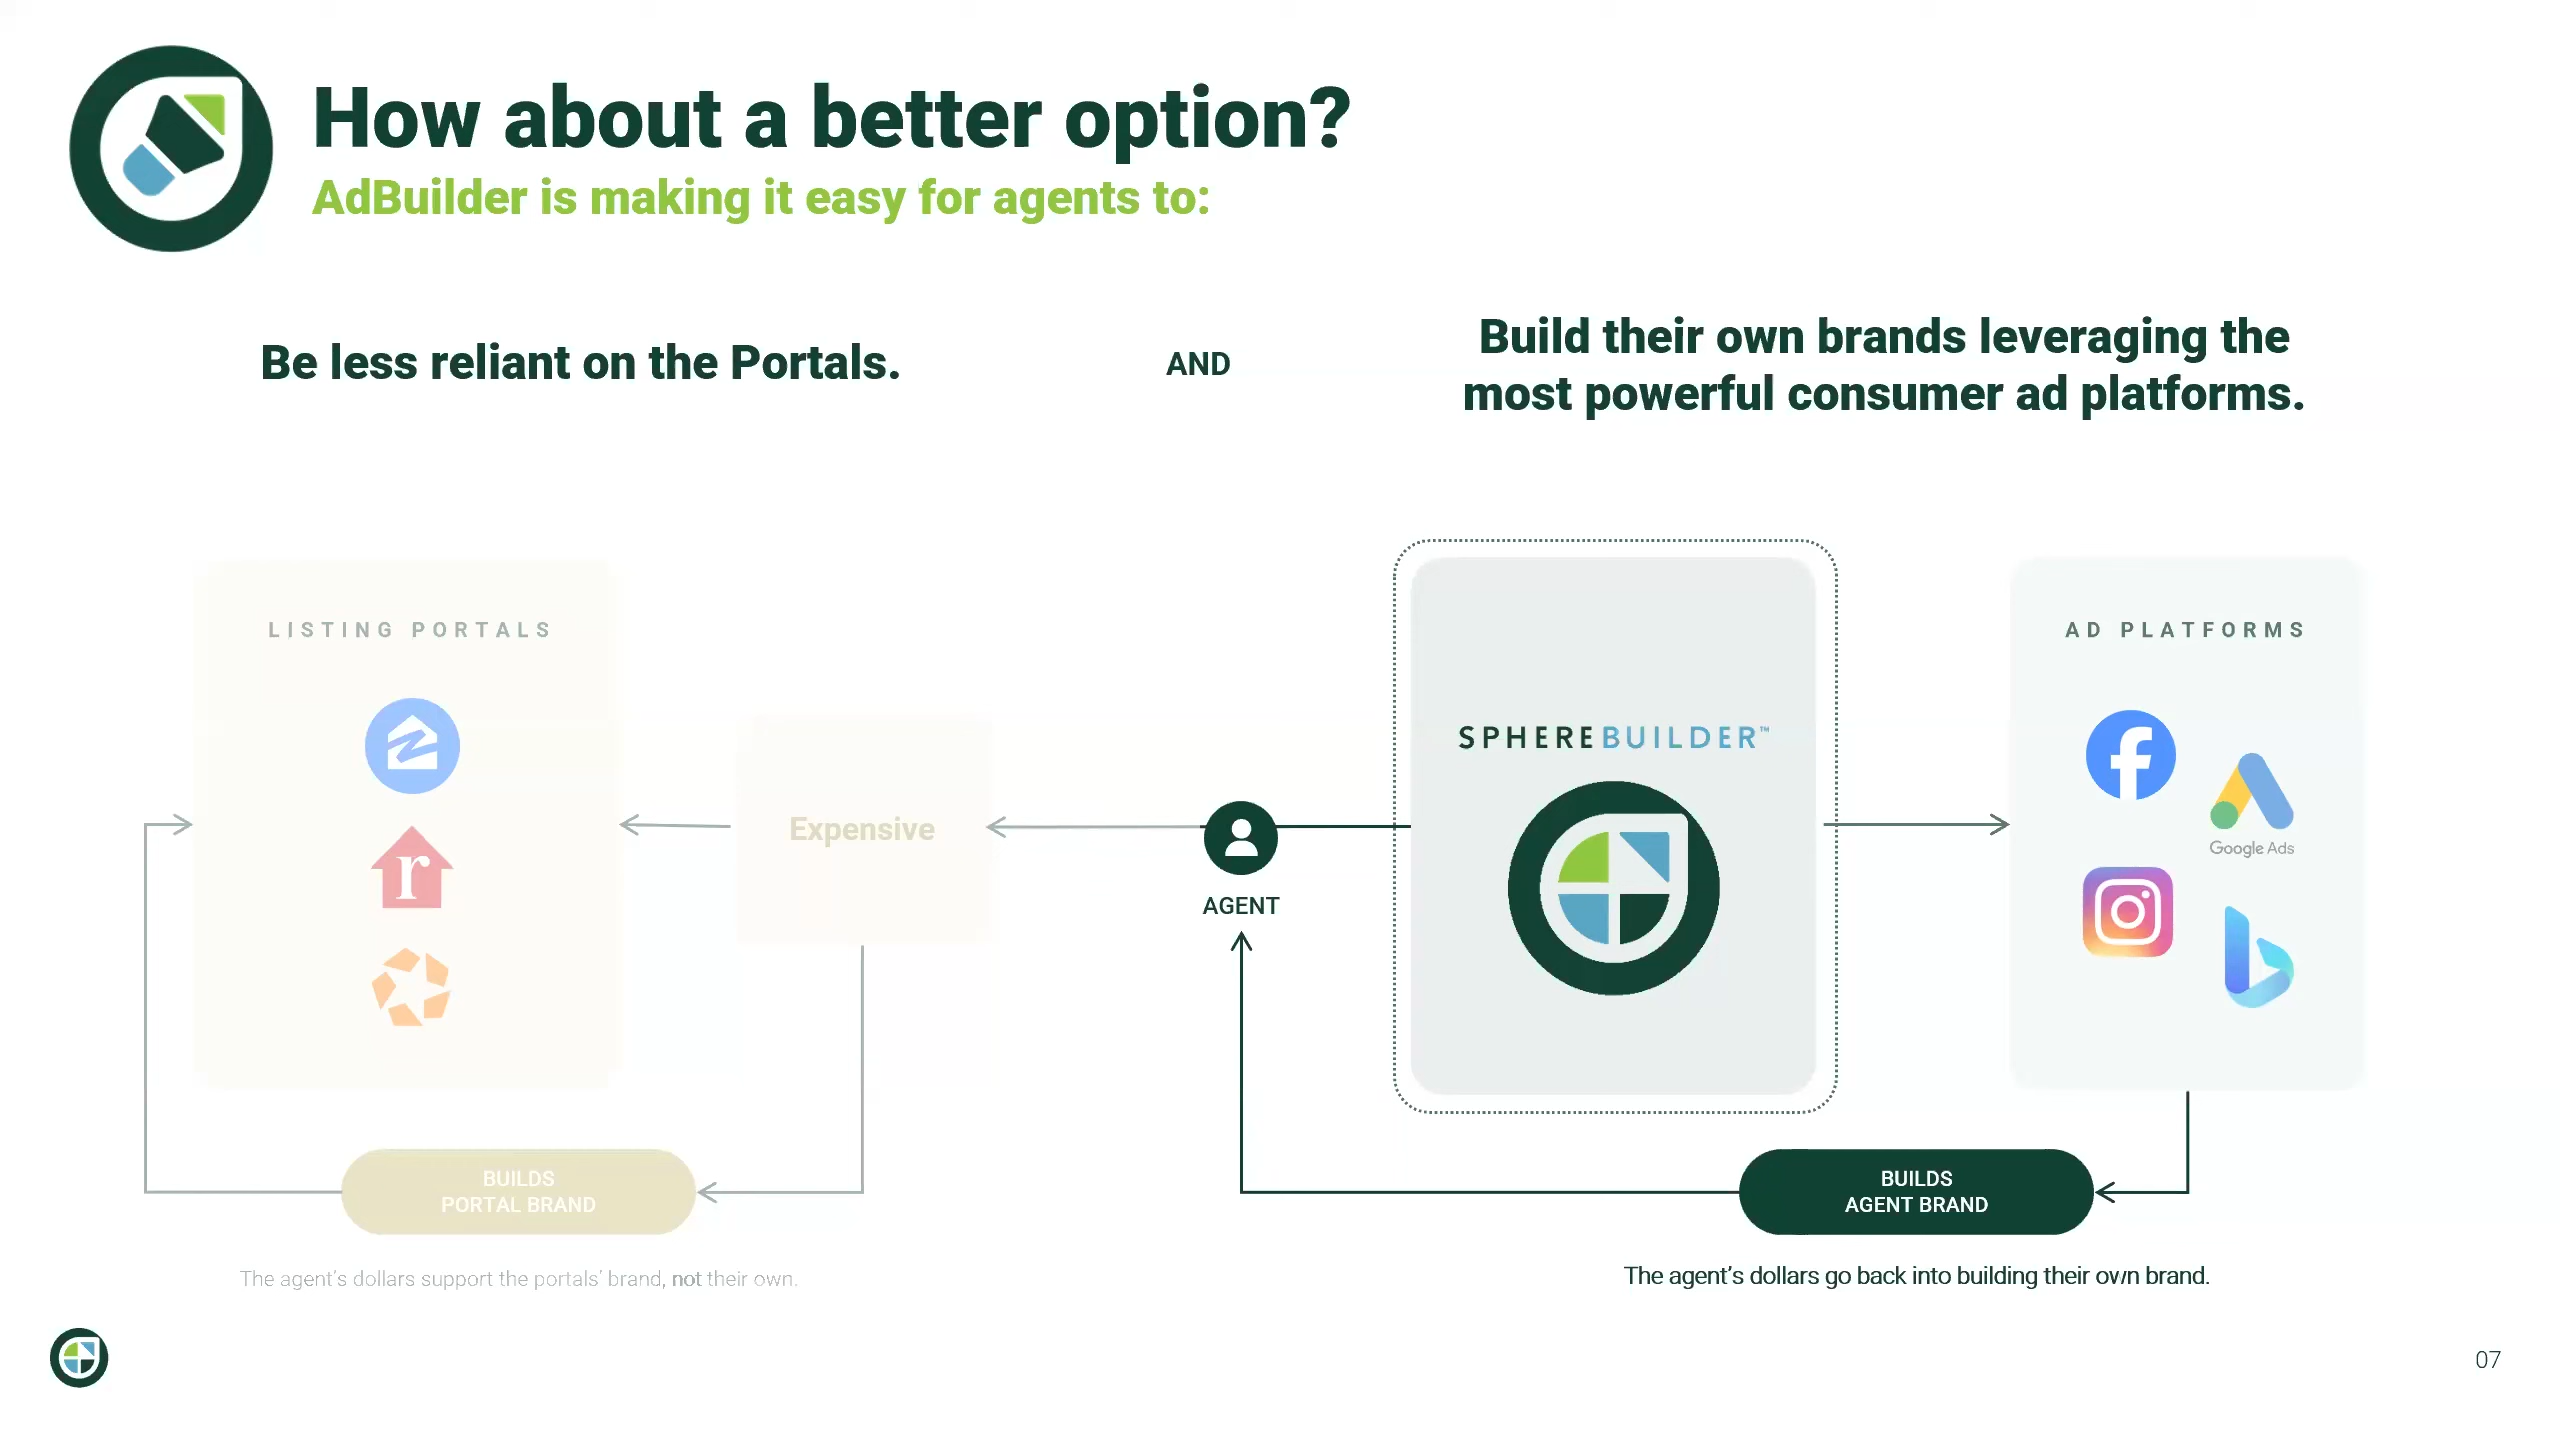 How about a better option?
AdBuilder is making it easy for agents to:
Be less reliant on the Portals.
AND
Build their own brands leveraging the
most powerful consumer ad platforms.
LISTING PORTALS
r
Expensive
BUILDS
PORTAL BRAND
The agent's dollars support the portals' brand, not their own.
AGENT
SPHEREBUILDER™
AD PLATFORMS
Google Ads
BUILDS
AGENT BRAND
The agent's dollars go back into building their own brand.
07